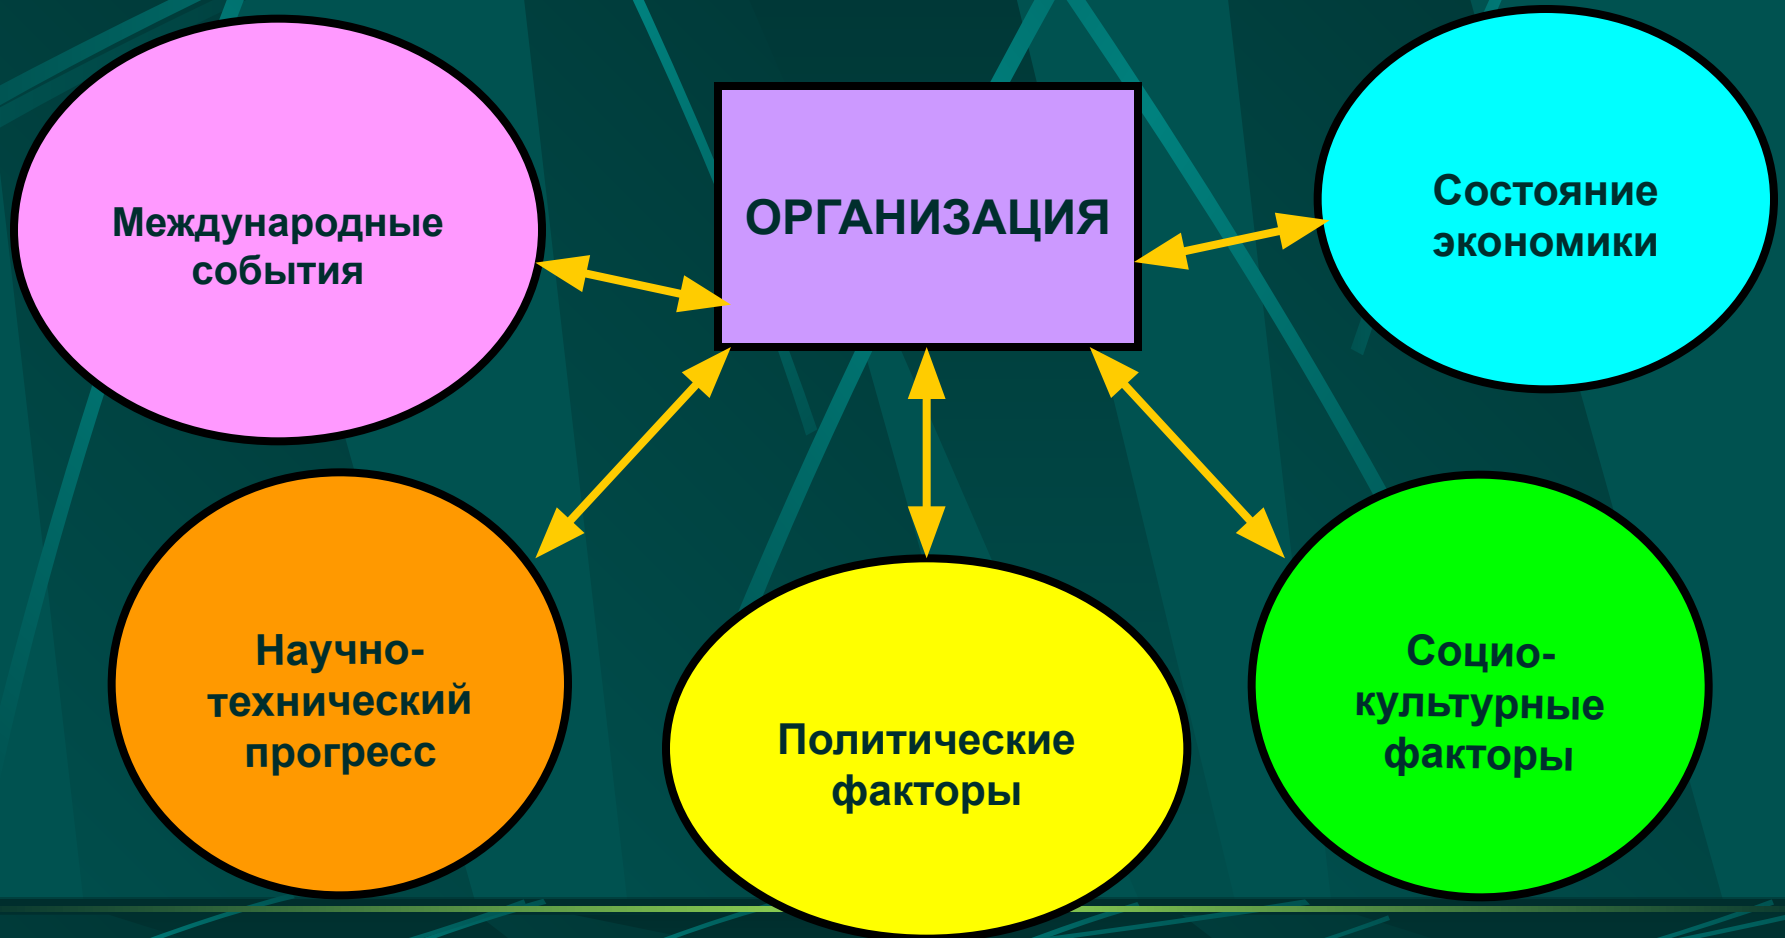 Международные
события
ОРГАНИЗАЦИЯ
Состояние
экономики
Научно-
технический
прогресс
Политические
факторы
Социо-
культурные
факторы